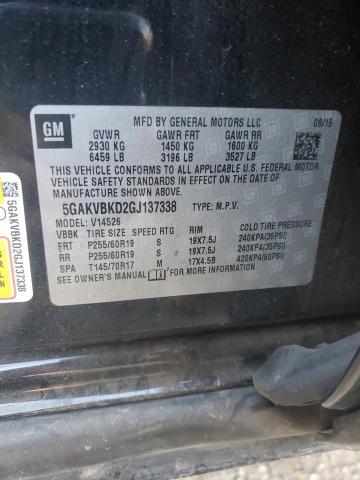 GM
MFD BY GENERAL MOTORS LLC
GVWR GAWR FRT GAWR RR
2930 KG 1450 KG 1600 KG
6459 LB 3196 LB 3527 LB
THIS VEHICLE CONFORMS TO ALL APPLICABLE U.S. FEDERAL MOTOR
VEHICLE SAFETY STANDARDS IN EFFECT ON THE DATE OF
MANUFACTURE SHOWN ABOVE.
5GAKVBKD2GJ137338 TYPE: M.P.V.
MODEL: V14526
VBBK TIRE SIZE SPEED RTG RIM COLD TIRE PRESSURE
FRT P255/60R19 S 19X7.5J 240KPA(35PSI)
RR P255/60R19 S 19X7.5J 240KPA(35PSI)
SPA T145/70R17 M 17X4.5B 420KPA(60PSI)
SEE OWNER'S MANUAL FOR MORE INFORMATION.
5GAKVBKD2GJ137338